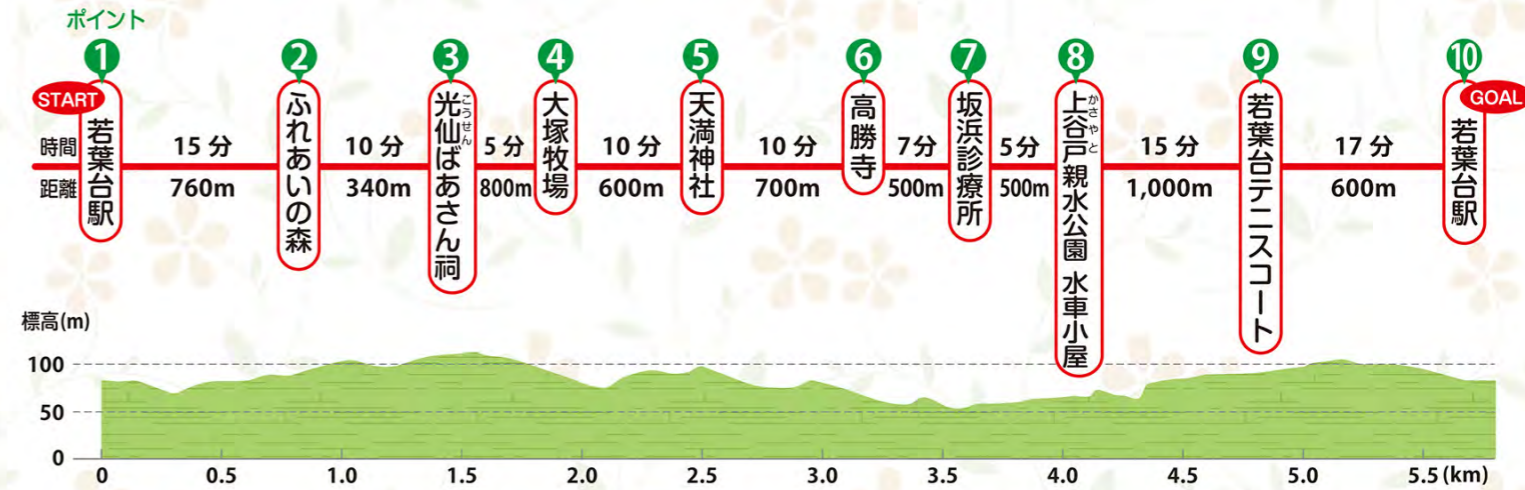 ポイント
1 2 3 4 5 6 7 8 9 10
START
若葉台駅
ふれあいの森
光仙ばあさん祠
こうせん
大塚牧場
天満神社
高勝寺
坂浜診療所
上谷戸親水公園 水車小屋
かさやと
若葉台テニスコート
若葉台駅
GOAL
時間 15分 10分 5分 10分 10分 7分 5分 15分 17分
距離 760m 340m 800m 600m 700m 500m 500m 1,000m 600m
標高(m)
100
50
0
0 0.5 1.0 1.5 2.0 2.5 3.0 3.5 4.0 4.5 5.0 5.5 (km)